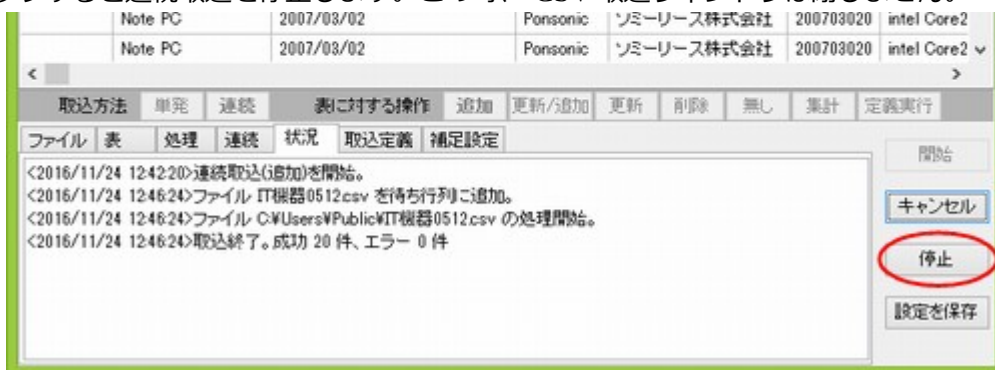 Note PC 2007/03/02 Ponsonic ソミーリース株式会社 200703020 intel Core2
Note PC 2007/03/02 Ponsonic ソミーリース株式会社 200703020 intel Core2
取込方法 単発 連続 表に対する操作 追加 更新/追加 更新 削除 無し 集計 定義実行
ファイル 表 処理 連続 状況 取込定義 補足設定
開始
<2016/11/24 12:42:20>連続取込(追加)を開始。
<2016/11/24 12:46:24>ファイル IT機器0512.csv を待ち行列に追加。
キャンセル
<2016/11/24 12:46:24>ファイル C:¥Users¥Public¥IT機器0512.csv の処理開始。
<2016/11/24 12:46:24>取込終了。成功 20 件、エラー 0 件
停止
設定を保存